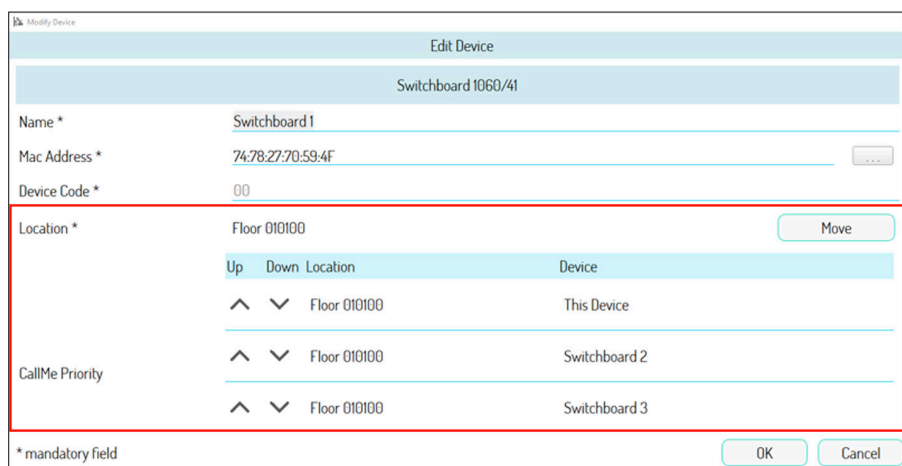 Modify Device
Edit Device
Switchboard 1060/41
Name * Switchboard 1
Mac Address * 74:78:27:70:59:4F ...
Device Code * 00
Location * Floor 010100 Move
Up Down Location Device
Floor 010100 This Device
Floor 010100 Switchboard 2
CallMe Priority
Floor 010100 Switchboard 3
* mandatory field OK Cancel